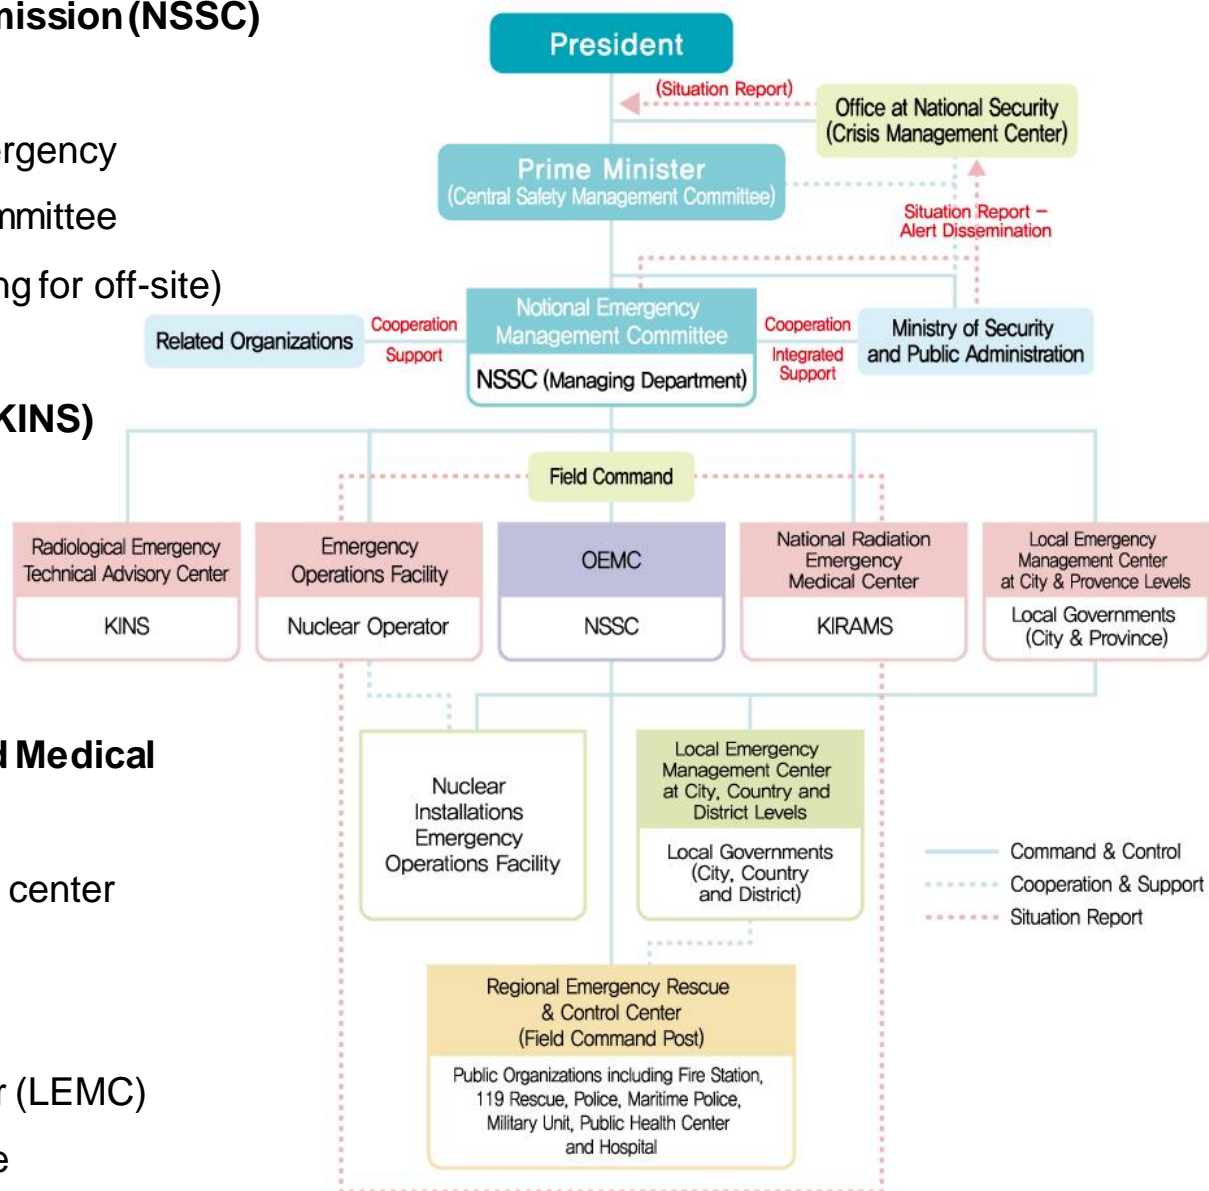 mission (NSSC)
ergency
mmittee
ng for off-site)
KINS)
d Medical
center
r (LEMC)
e
President
(Situation Report)
Office at National Security
(Crisis Management Center)
Prime Minister
(Central Safety Management Committee)
Situation Report –
Alert Dissemination
Related Organizations
Cooperation
Support
Notional Emergency
Management Committee
NSSC (Managing Department)
Cooperation
Integrated
Support
Ministry of Security
and Public Administration
Field Command
Radiological Emergency
Technical Advisory Center
KINS
Emergency
Operations Facility
Nuclear Operator
OEMC
NSSC
National Radiation
Emergency
Medical Center
KIRAMS
Local Emergency
Management Center
at City & Provence Levels
Local Governments
(City & Province)
Nuclear
Installations
Emergency
Operations Facility
Local Emergency
Management Center
at City, Country and
District Levels
Local Governments
(City, Country
and District)
Command & Control
Cooperation & Support
Situation Report
Regional Emergency Rescue
& Control Center
(Field Command Post)
Public Organizations including Fire Station,
119 Rescue, Police, Maritime Police,
Military Unit, Public Health Center
and Hospital